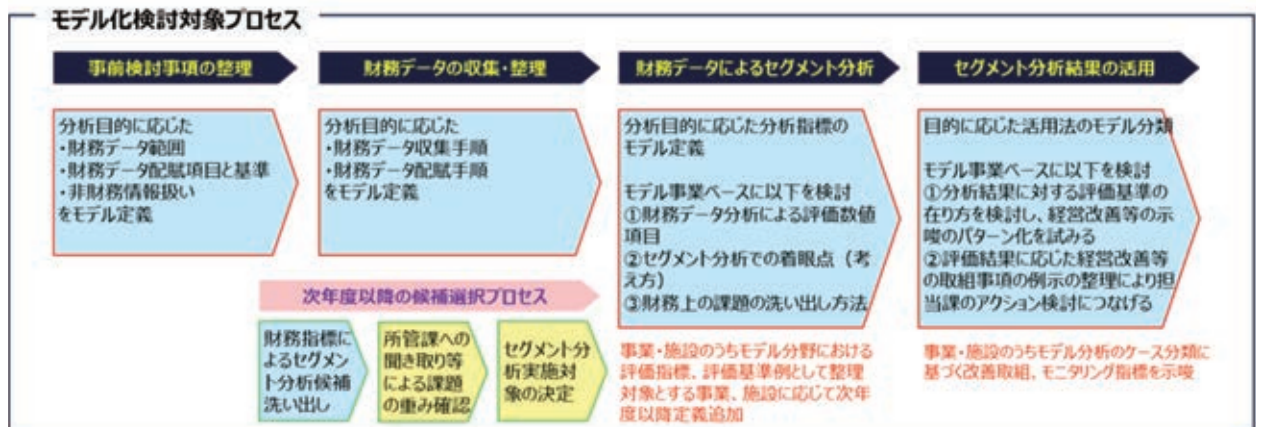 モデル化検討対象プロセス
事前検討事項の整理
分析目的に応じた
・財務データ範囲
・財務データ配賦項目と基準
・非財務情報扱い
をモデル定義
財務データの収集・整理
分析目的に応じた
・財務データ収集手順
・財務データ配賦手順
をモデル定義
次年度以降の候補選択プロセス
財務指標に
よるセグメン
ト分析候補
洗い出し
所管課への
聞き取り等
による課題
の重み確認
セグメント分
析実施対
象の決定
財務データによるセグメント分析
分析目的に応じた分析指標の
モデル定義
モデル事業ベースに以下を検討
①財務データ分析による評価数値
項目
②セグメント分析での着眼点（考
え方）
③財務上の課題の洗い出し方法
事業・施設のうちモデル分野における
評価指標、評価基準例として整理
対象とする事業、施設に応じて次年
度以降定義追加
セグメント分析結果の活用
目的に応じた活用法のモデル分類
モデル事業ベースに以下を検討
①分析結果に対する評価基準の
在り方を検討し、経営改善等の示
唆のパターン化を試みる
②評価結果に応じた経営改善等
の取組事項の例示の整理により担
当課のアクション検討につなげる
事業・施設のうちモデル分析のケース分類に
基づく改善取組、モニタリング指標を示唆